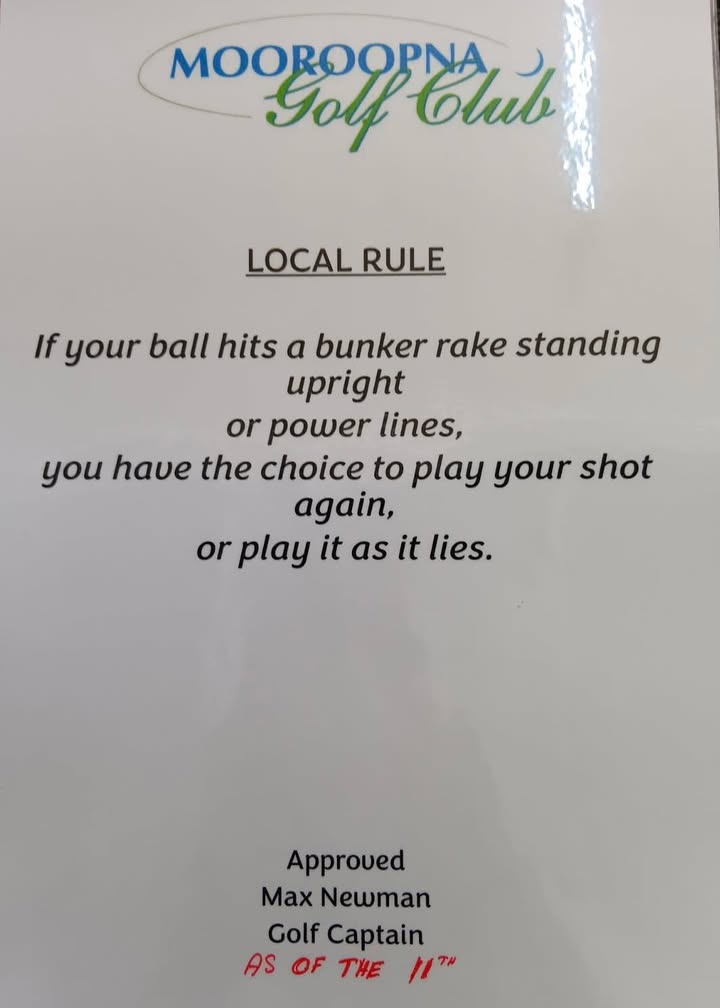 MOOROOPNA
Golf Club
LOCAL RULE
If your ball hits a bunker rake standing
upright
or power lines,
you have the choice to play your shot
again,
or play it as it lies.
Approved
Max Newman
Golf Captain
AS OF THE 11TH